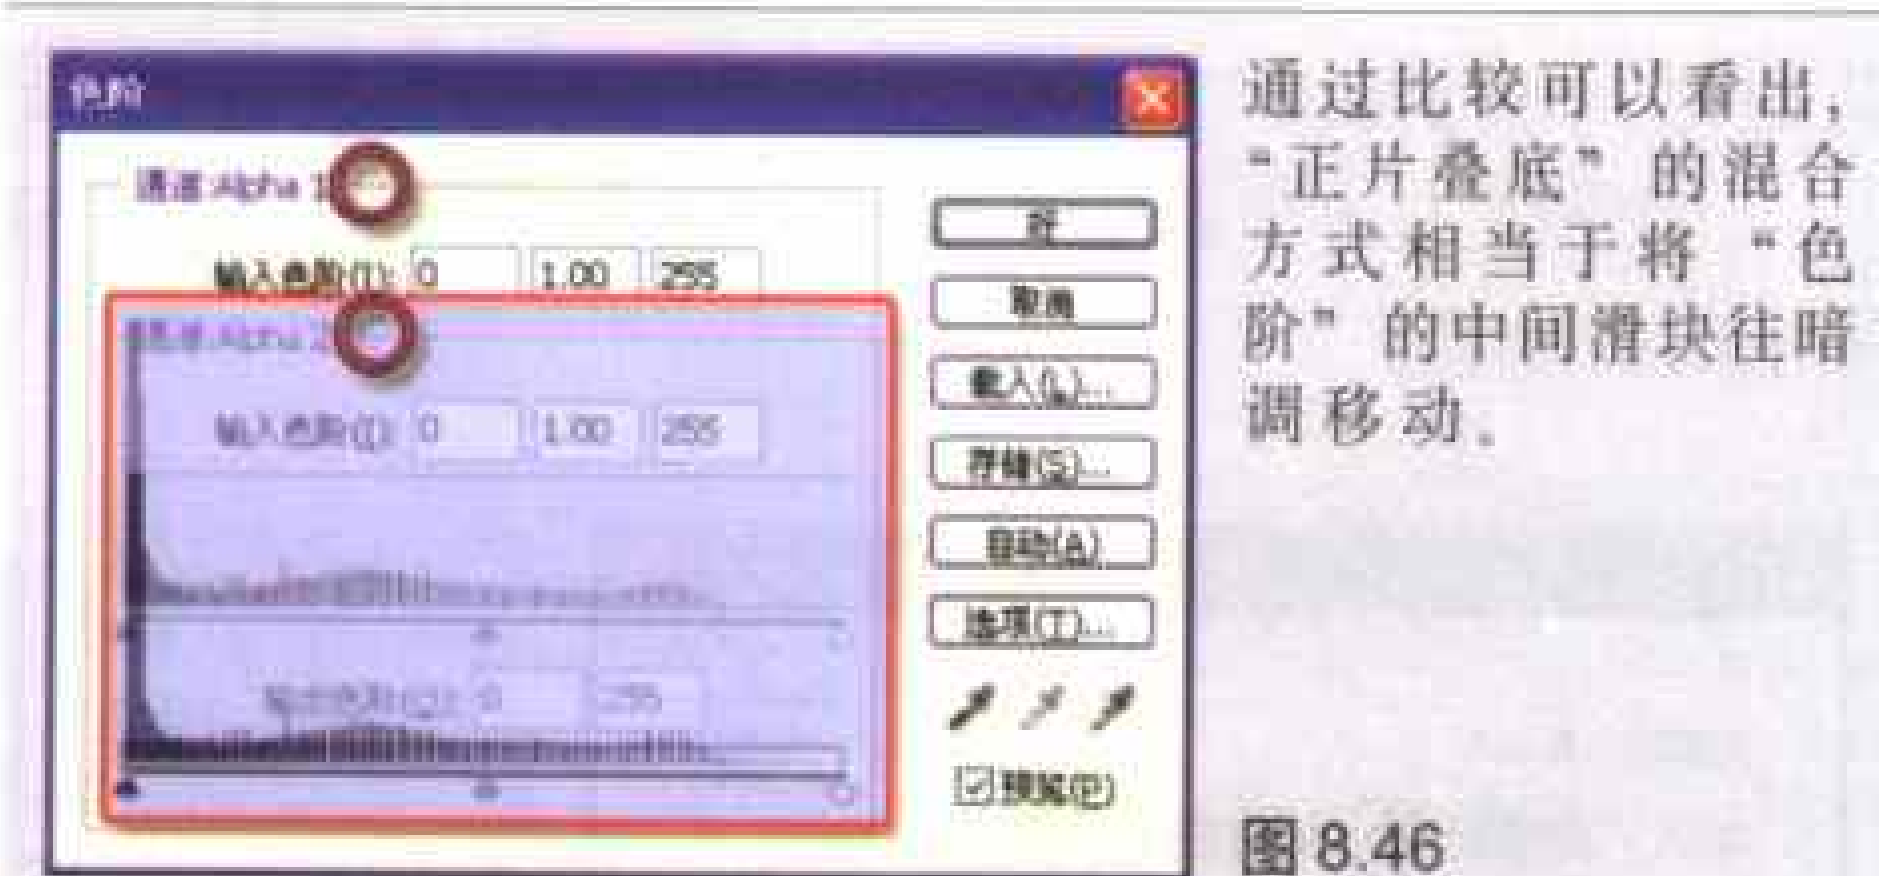 色阶
通道:Alpha 1
输入色阶(I): 0 1.00 255
通道:Alpha 2
输入色阶(I): 0 1.00 255
输出色阶(O): 0 255
好
取消
载入(L)...
存储(S)...
自动(A)
选项(T)...
预览(P)
通过比较可以看出，
“正片叠底”的混合
方式相当于将“色
阶”的中间滑块往暗
调移动。
图 8.46